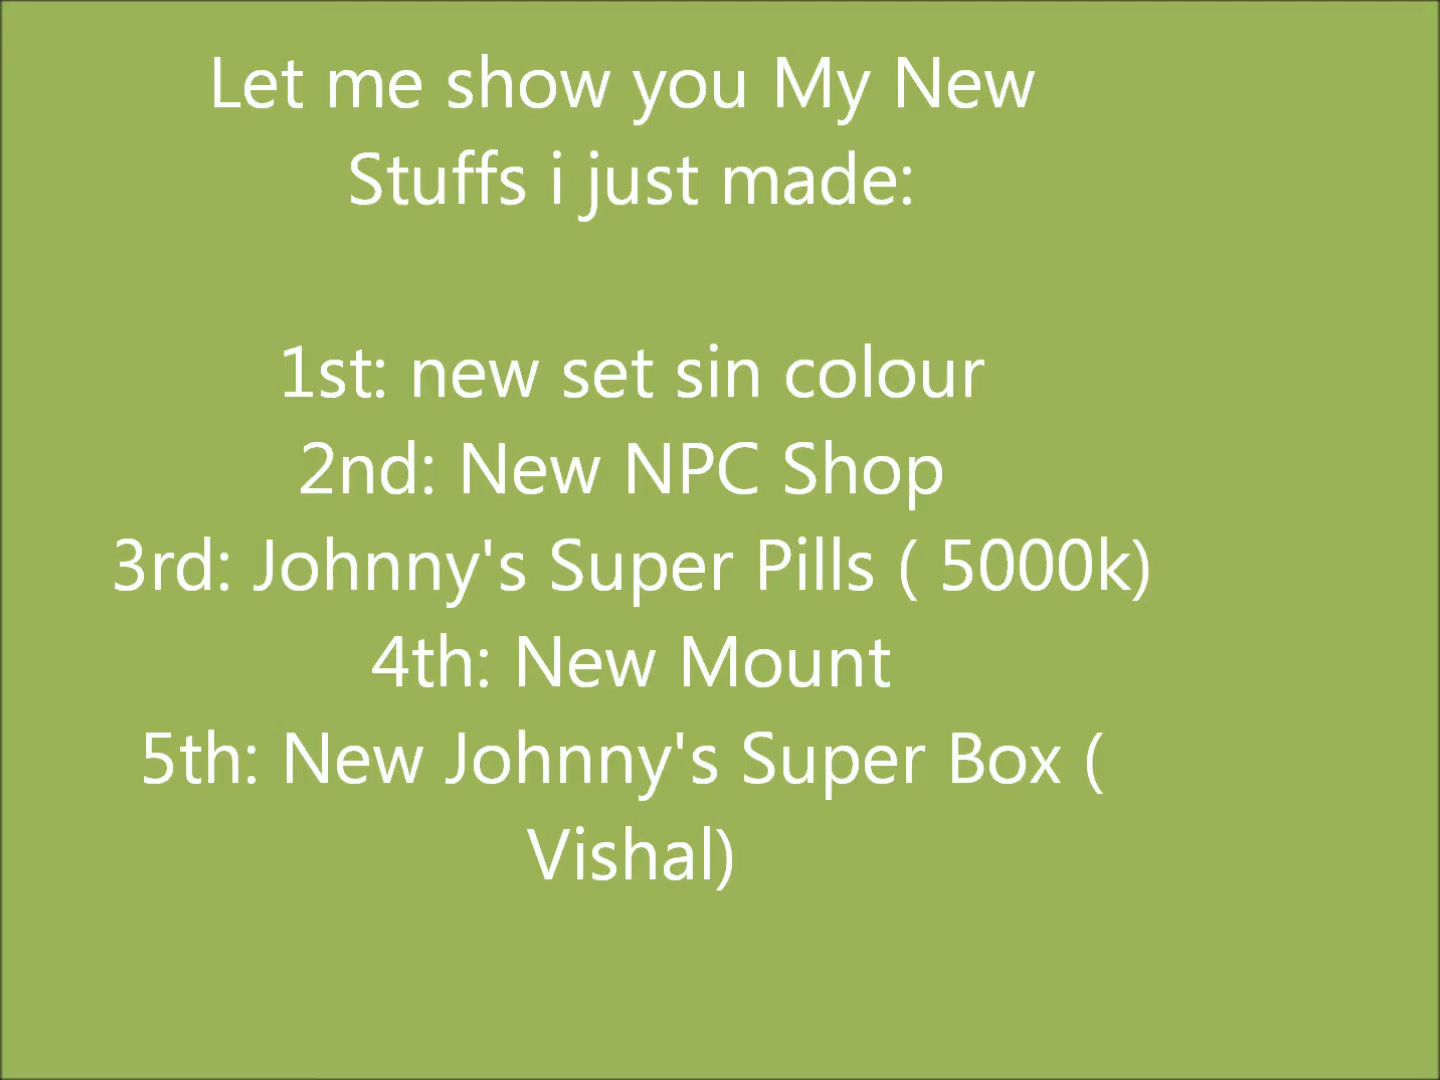 Let me show you My New
Stuffs i just made:
1st: new set sin colour
2nd: New NPC Shop
3rd: Johnny's Super Pills ( 5000k)
4th: New Mount
5th: New Johnny's Super Box (
Vishal)